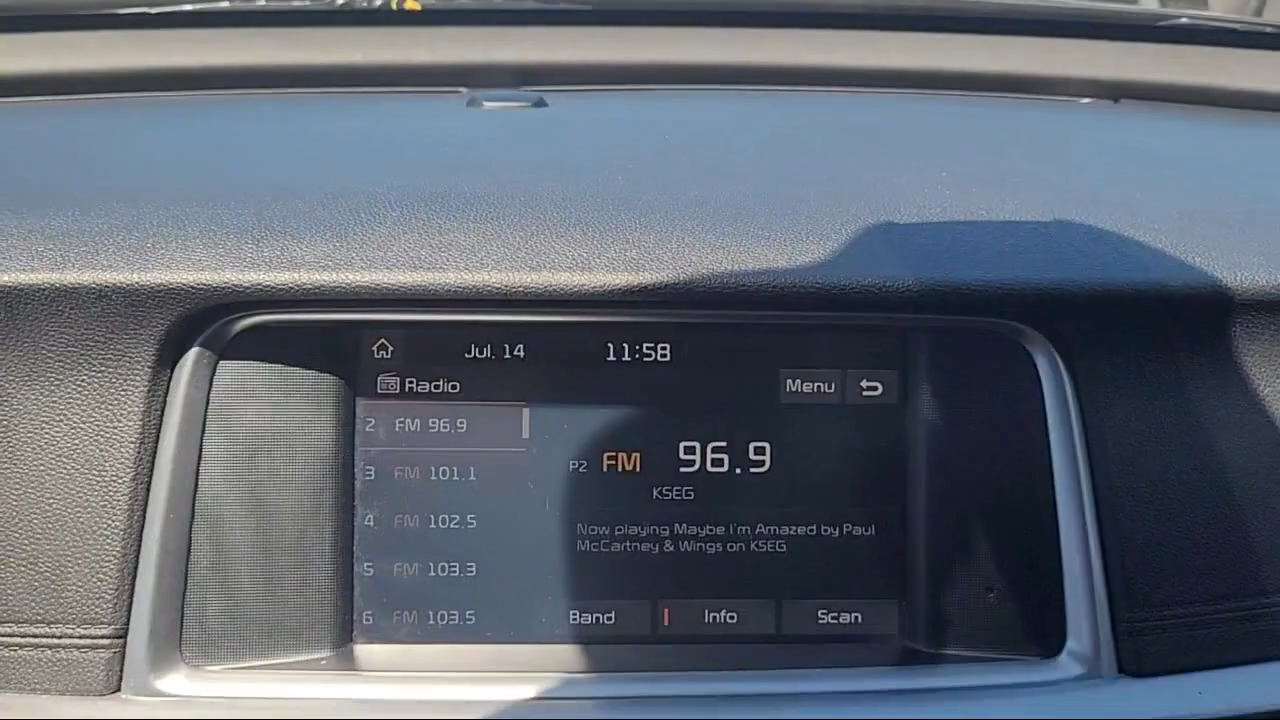 Jul. 14 11:58
Radio
Menu
2 FM 96.9
3 FM 101.1
4 FM 102.5
5 FM 103.3
6 FM 103.5
P2 FM 96.9
KSEG
Now playing Maybe I'm Amazed by Paul
McCartney & Wings on KSEG
Band Info Scan